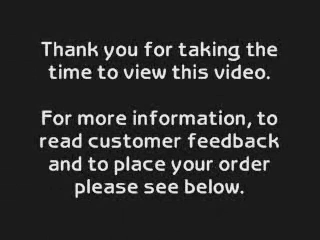 Thank you for taking the
time to view this video.
For more information, to
read customer feedback
and to place your order
please see below.